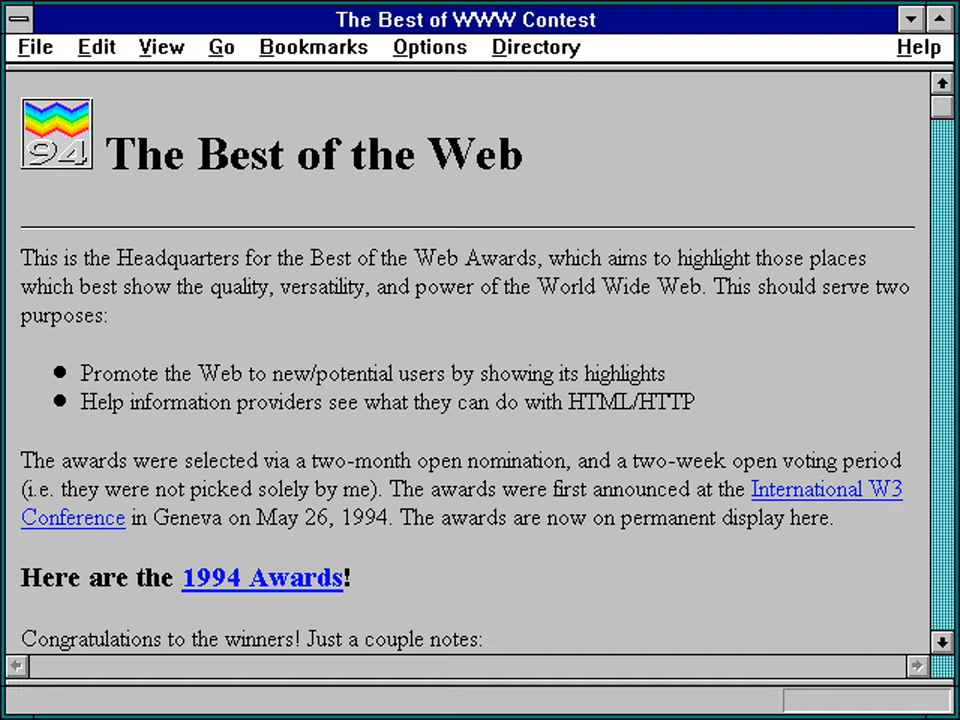 The Best of WWW Contest
File Edit View Go Bookmarks Options Directory Help
94 The Best of the Web
This is the Headquarters for the Best of the Web Awards, which aims to highlight those places
which best show the quality, versatility, and power of the World Wide Web. This should serve two
purposes:
Promote the Web to new/potential users by showing its highlights
Help information providers see what they can do with HTML/HTTP
The awards were selected via a two-month open nomination, and a two-week open voting period
(i.e. they were not picked solely by me). The awards were first announced at the International W3
Conference in Geneva on May 26, 1994. The awards are now on permanent display here.
Here are the 1994 Awards!
Congratulations to the winners! Just a couple notes: